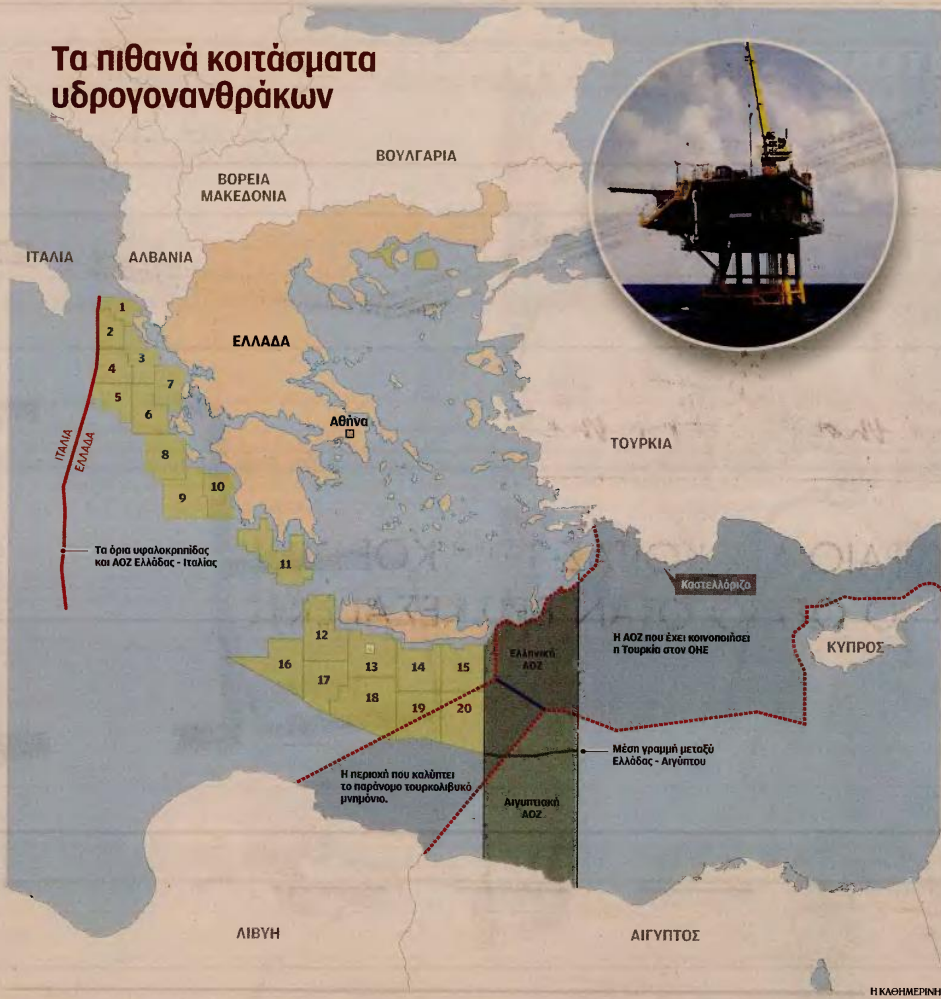 Τα πιθανά κοιτάσματα
υδρογονανθράκων
ΒΟΥΛΓΑΡΙΑ
ΒΟΡΕΙΑ
ΜΑΚΕΔΟΝΙΑ
ΙΤΑΛΙΑ
ΑΛΒΑΝΙΑ
1
2
ΕΛΛΑΔΑ
3
4
7
5
6
Αθήνα
ΙΤΑΛΙΑ
ΕΛΛΑΔΑ
ΤΟΥΡΚΙΑ
8
9
10
Τα όρια υφαλοκρηπίδας
και ΑΟΖ Ελλάδας - Ιταλίας
11
Καστελλόριζο
12
Η ΑΟΖ που έχει κοινοποιήσει
η Τουρκία στον ΟΗΕ
ΚΥΠΡΟΣ
Ελληνική
ΑΟΖ
16
13
14
15
17
18
19
20
Μέση γραμμή μεταξύ
Ελλάδας - Αιγύπτου
Η περιοχή που καλύπτει
το παράνομο τουρκολιβυκό
μνημόνιο.
Αιγυπτιακή
ΑΟΖ
ΛΙΒΥΗ
ΑΙΓΥΠΤΟΣ
Η ΚΑΘΗΜΕΡΙΝΗ